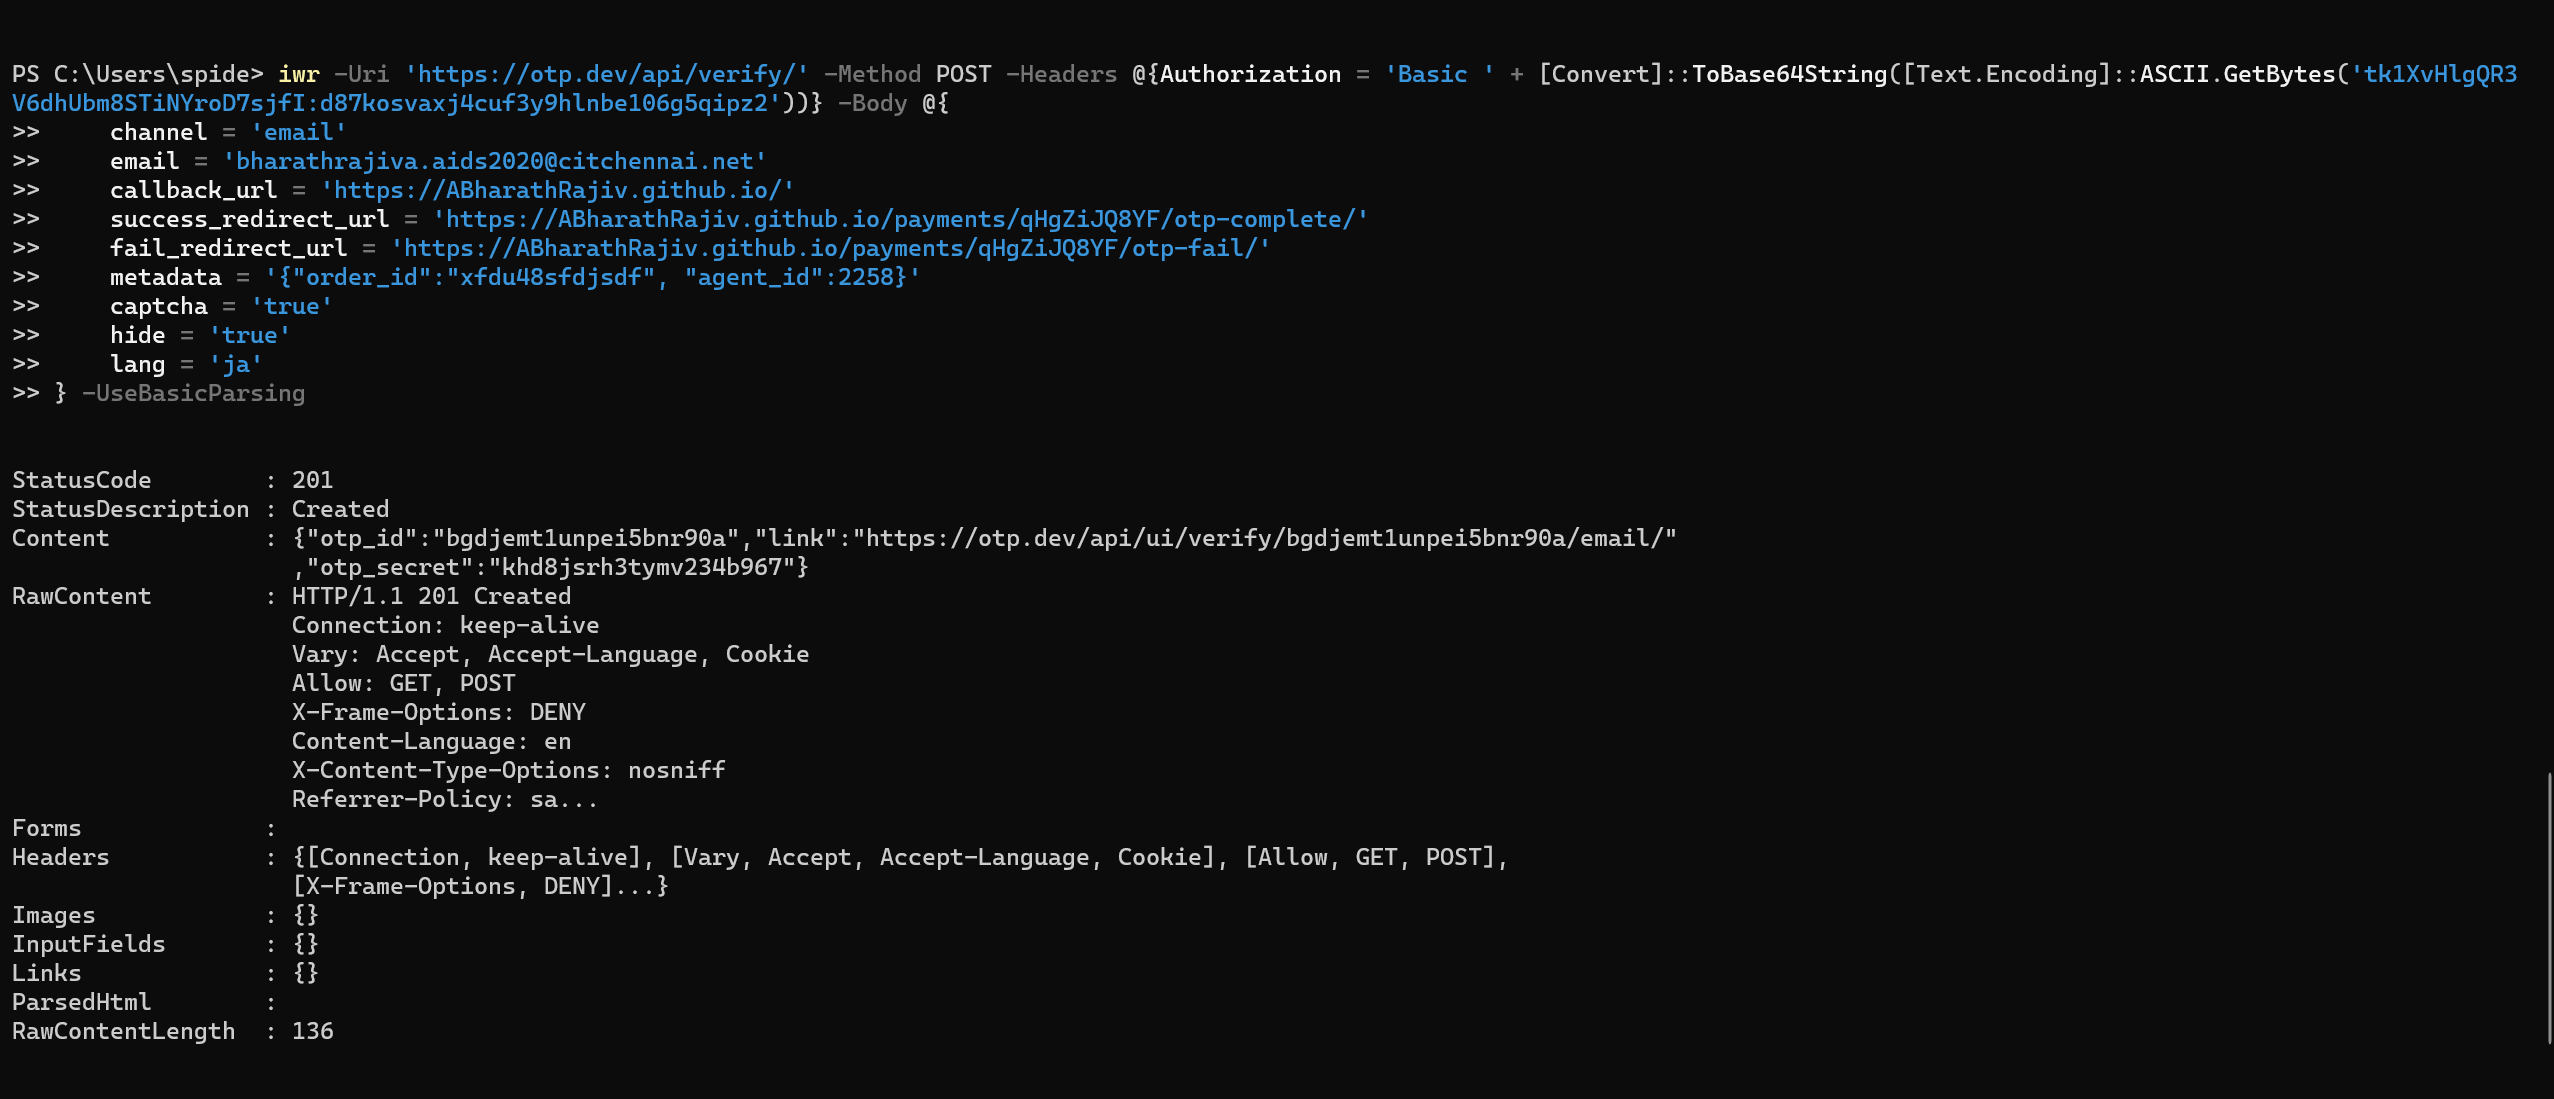 PS C:\Users\spide> iwr -Uri 'https://otp.dev/api/verify/' -Method POST -Headers @{Authorization = 'Basic ' + [Convert]::ToBase64String([Text.Encoding]::ASCII.GetBytes('tk1XvHlgQR3
V6dhUbm8STiNYroD7sjfI:d87kosvaxj4cuf3y9hlnbe106g5qipz2'))} -Body @{
>>     channel = 'email'
>>     email = 'bharathrajiva.aids2020@citchennai.net'
>>     callback_url = 'https://ABharathRajiv.github.io/'
>>     success_redirect_url = 'https://ABharathRajiv.github.io/payments/qHgZiJQ8YF/otp-complete/'
>>     fail_redirect_url = 'https://ABharathRajiv.github.io/payments/qHgZiJQ8YF/otp-fail/'
>>     metadata = '{"order_id":"xfdu48sfdjsdf", "agent_id":2258}'
>>     captcha = 'true'
>>     hide = 'true'
>>     lang = 'ja'
>> } -UseBasicParsing
StatusCode        : 201
StatusDescription : Created
Content           : {"otp_id":"bgdjemt1unpei5bnr90a","link":"https://otp.dev/api/ui/verify/bgdjemt1unpei5bnr90a/email/"
                    ,"otp_secret":"khd8jsrh3tymv234b967"}
RawContent        : HTTP/1.1 201 Created
                    Connection: keep-alive
                    Vary: Accept, Accept-Language, Cookie
                    Allow: GET, POST
                    X-Frame-Options: DENY
                    Content-Language: en
                    X-Content-Type-Options: nosniff
                    Referrer-Policy: sa...
Forms             :
Headers           : {[Connection, keep-alive], [Vary, Accept, Accept-Language, Cookie], [Allow, GET, POST],
                    [X-Frame-Options, DENY]...}
Images            : {}
InputFields       : {}
Links             : {}
ParsedHtml        :
RawContentLength  : 136